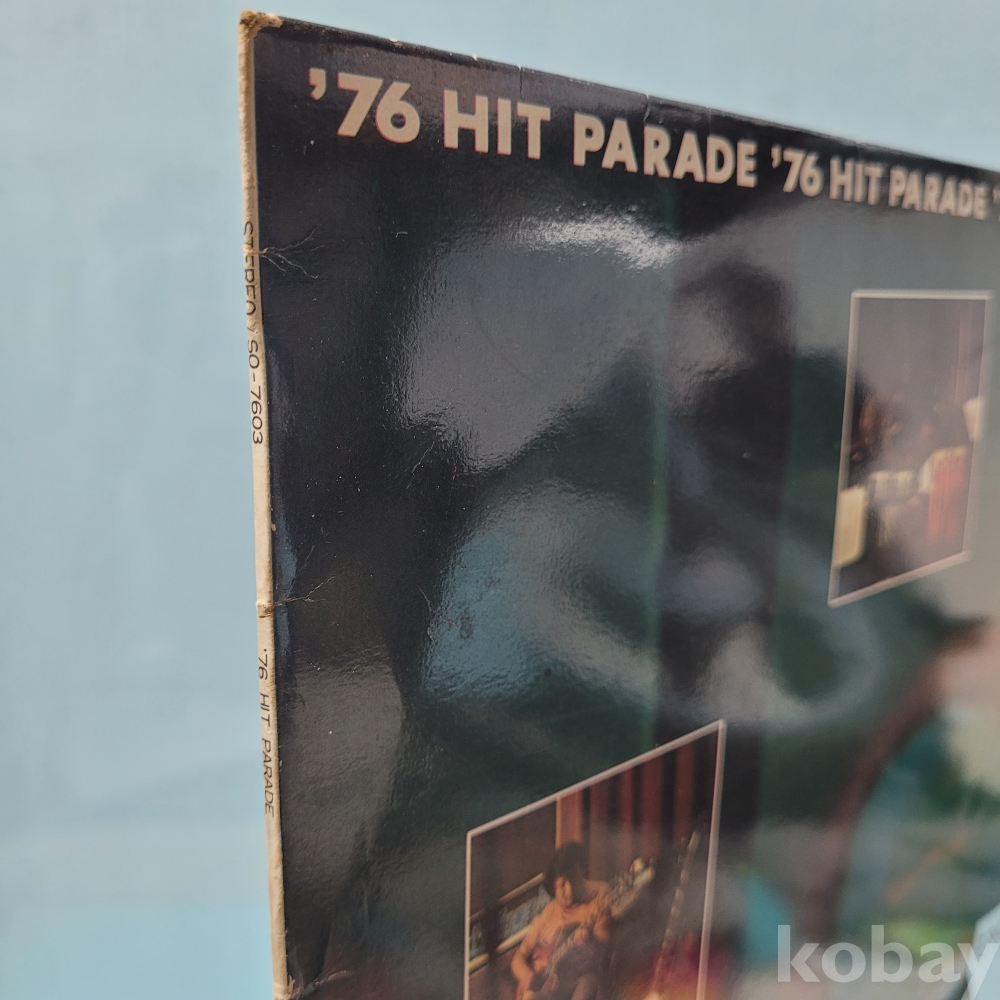 '76 HIT PARADE '76 HIT PARADE '
STEREO / SO-7603
'76 HIT PARADE
kobay